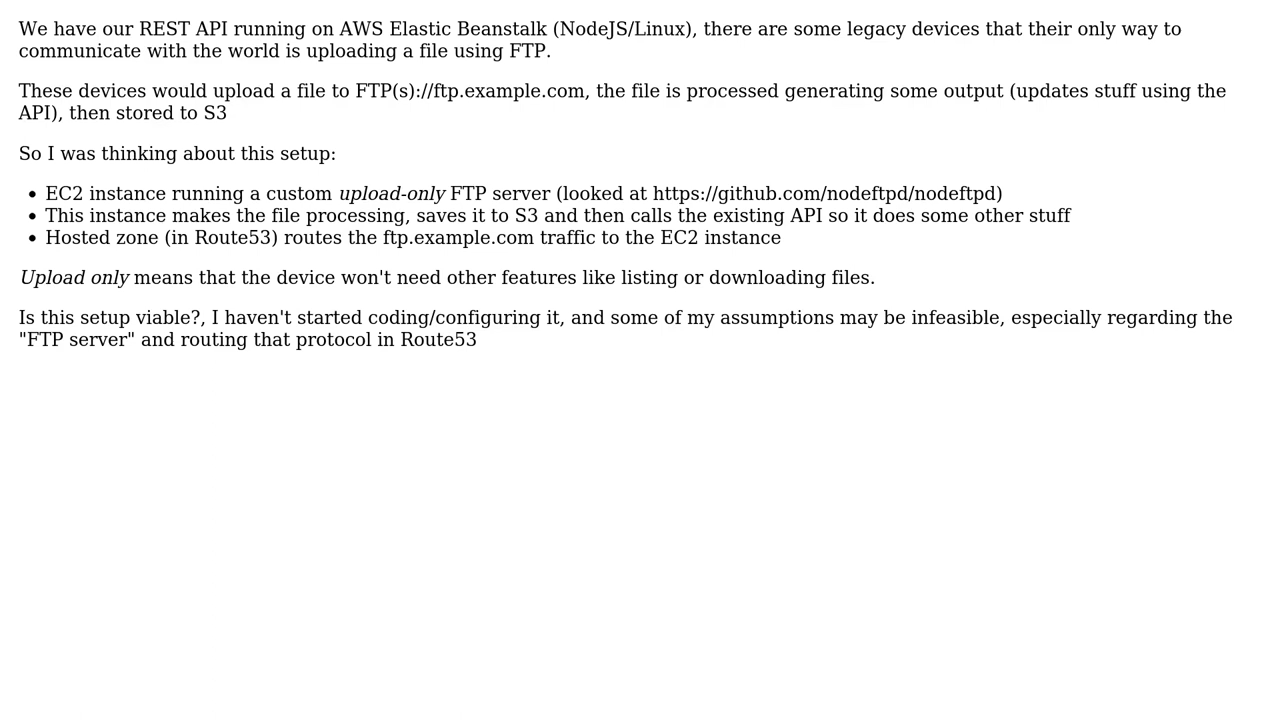 We have our REST API running on AWS Elastic Beanstalk (NodeJS/Linux), there are some legacy devices that their only way to
communicate with the world is uploading a file using FTP.
These devices would upload a file to FTP(s)://ftp.example.com, the file is processed generating some output (updates stuff using the
API), then stored to S3
So I was thinking about this setup:
• EC2 instance running a custom upload-only FTP server (looked at https://github.com/nodeftpd/nodeftpd)
• This instance makes the file processing, saves it to S3 and then calls the existing API so it does some other stuff
• Hosted zone (in Route53) routes the ftp.example.com traffic to the EC2 instance
Upload only means that the device won't need other features like listing or downloading files.
Is this setup viable?, I haven't started coding/configuring it, and some of my assumptions may be infeasible, especially regarding the
"FTP server" and routing that protocol in Route53